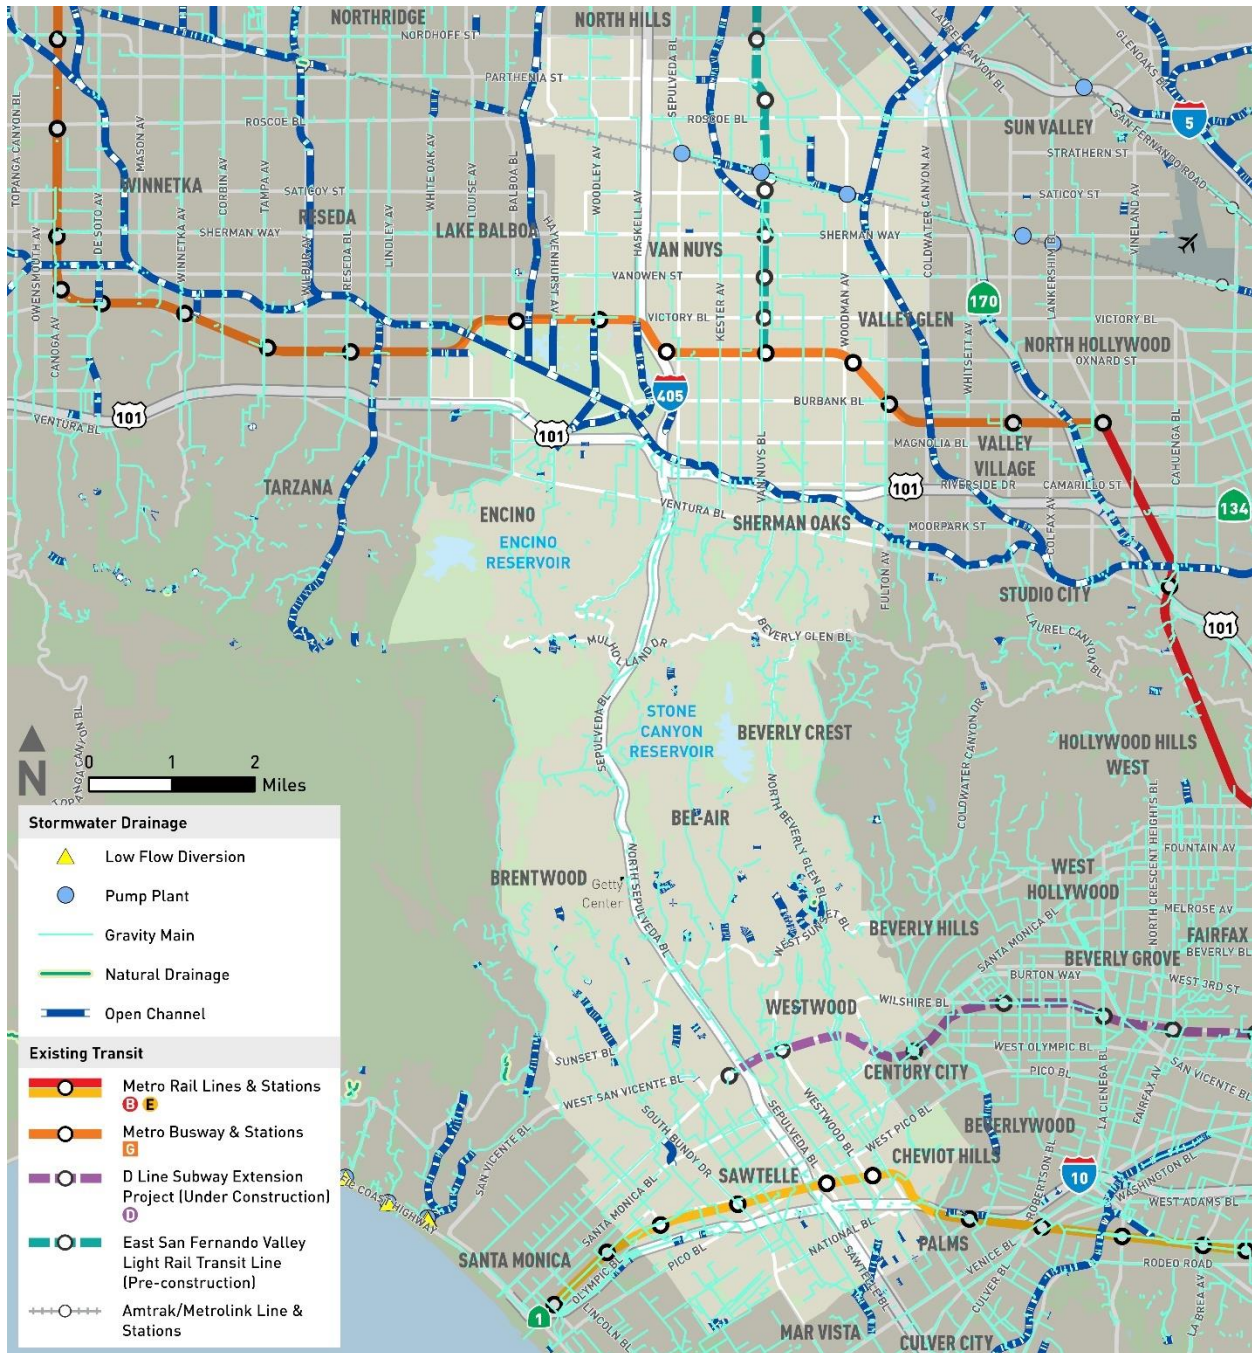 NORTHRIDGE
NORTH HILLS
NORDHOFF ST
LAUREL CANYON BL
GLENOAKS BL
PARTHENIA ST
SEPULVEDA BL
ROSCOE BL
ROSCOE BL
SUN VALLEY
5
SAN FERNANDO ROAD
STRATHERN ST
TOPANGA CANYON BL
MASON AV
WINNETKA
CORBIN AV
TAMPA AV
SATICOY ST
RESEDA
WHITE OAK AV
LOUISE AV
BALBOA BL
WOODLEY AV
SATICOY ST
VINELAND AV
DE SOTO AV
SHERMAN WAY
LINDLEY AV
LAKE BALBOA
HAYVENHURST AV
HASKELL AV
VAN NUYS
SHERMAN WAY
COLDWATER CANYON AV
LANKERSHIM BL
OWENSMOUTH AV
WINNETKA AV
WILBUR AV
RESEDA BL
VANOWEN ST
KESTER AV
WOODMAN AV
170
CANOGA AV
VICTORY BL
VALLEY GLEN
WHITSETT AV
VICTORY BL
NORTH HOLLYWOOD
OXNARD ST
405
BURBANK BL
101
VENTURA BL
101
MAGNOLIA BL
VALLEY
VILLAGE
CAHUENGA BL
TARZANA
VAN NUYS BL
101
RIVERSIDE DR
CAMARILLO ST
134
ENCINO
VENTURA BL
SHERMAN OAKS
MOORPARK ST
COLFAX AV
ENCINO
RESERVOIR
FULTON AV
STUDIO CITY
101
LAUREL CANYON BL
MULHOLLAND DR
BEVERLY GLEN BL
SEPULVEDA BL
STONE
CANYON
RESERVOIR
BEVERLY CREST
COLDWATER CANYON DR
HOLLYWOOD HILLS
WEST
TOPANGA CANYON BL
N
0 1 2
Miles
BEL-AIR
NORTH BEVERLY GLEN BL
NORTH CRESCENT HEIGHTS BL
FOUNTAIN AV
WEST
HOLLYWOOD
BRENTWOOD
Getty
Center
NORTH SEPULVEDA BL
WEST SUNSET BL
BEVERLY HILLS
SANTA MONICA BL
MELROSE AV
FAIRFAX
BEVERLY BL
BEVERLY GROVE
BURTON WAY
WEST 3RD ST
WESTWOOD
WILSHIRE BL
SUNSET BL
WEST OLYMPIC BL
PICO BL
CENTURY CITY
SAN VICENTE BL
WEST SAN VICENTE BL
SOUTH BUNDY DR
SEPULVEDA BL
WESTWOOD BL
WEST PICO BL
BEVERLYWOOD
LA CIENEGA BL
FAIRFAX AV
SAN VICENTE BL
SAWTELLE
CHEVIOT HILLS
ROBERTSON BL
10
WASHINGTON BL
WEST ADAMS BL
COAST HIGHWAY
SANTA MONICA BL
SANTA MONICA
OLYMPIC BL
PICO BL
NATIONAL BL
SAWTELLE BL
PALMS
VENICE BL
CULVER BL
RODEO ROAD
LA BREA AV
1
LINCOLN BL
MAR VISTA
CULVER CITY
Stormwater Drainage
Low Flow Diversion
Pump Plant
Gravity Main
Natural Drainage
Open Channel
Existing Transit
Metro Rail Lines & Stations
B E
Metro Busway & Stations
G
D Line Subway Extension
Project (Under Construction)
D
East San Fernando Valley
Light Rail Transit Line
(Pre-construction)
Amtrak/Metrolink Line &
Stations